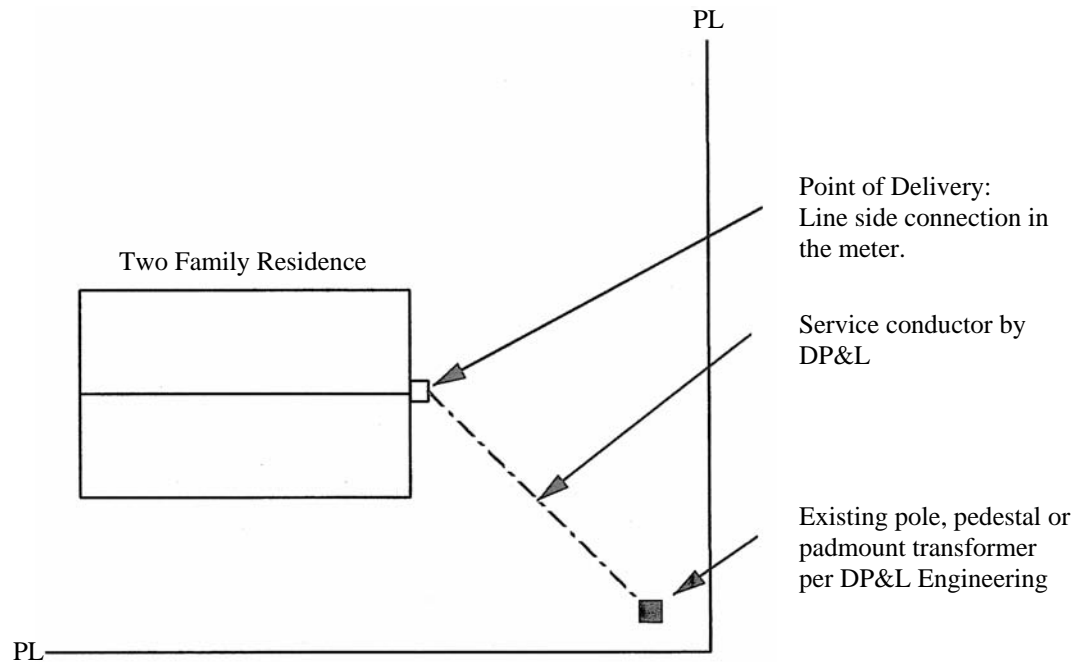 PL
Point of Delivery:
Line side connection in
the meter.
Two Family Residence
Service conductor by
DP&L
Existing pole, pedestal or
padmount transformer
per DP&L Engineering
PL